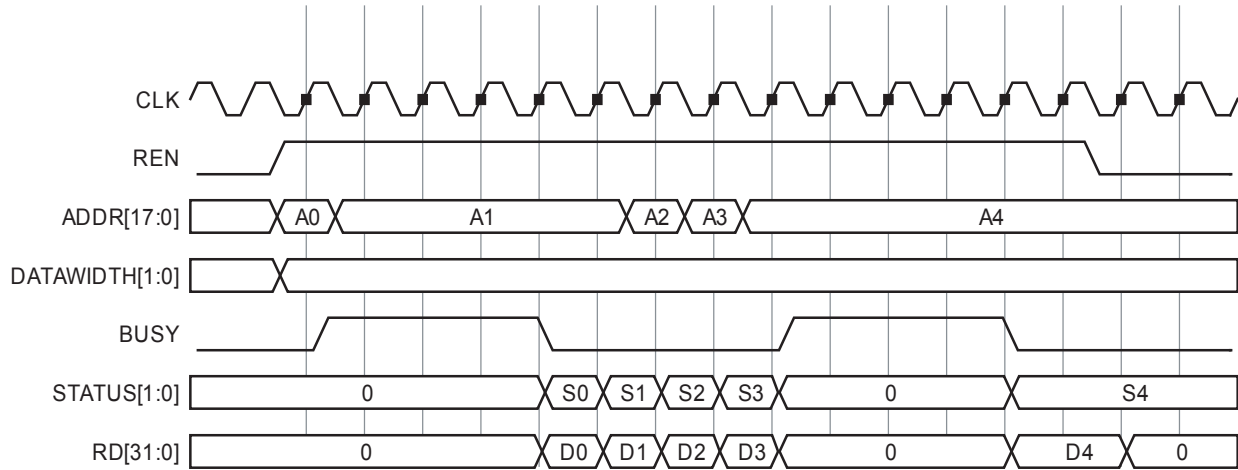 CLK
REN
ADDR[17:0] A0 A1 A2 A3 A4
DATAWIDTH[1:0]
BUSY
STATUS[1:0] 0 S0 S1 S2 S3 0 S4
RD[31:0] 0 D0 D1 D2 D3 0 D4 0